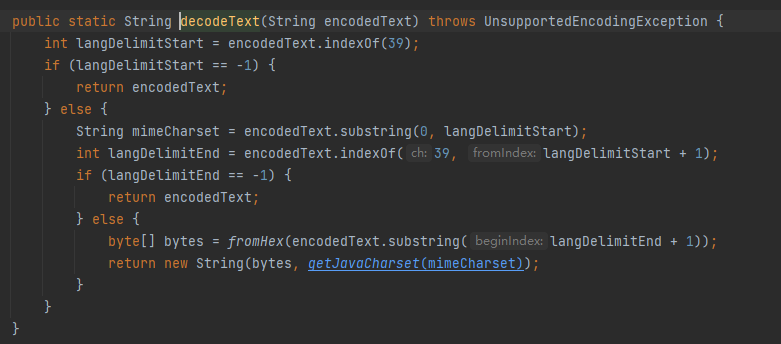 public static String decodeText(String encodedText) throws UnsupportedEncodingException {
    int langDelimitStart = encodedText.indexOf(39);
    if (langDelimitStart == -1) {
        return encodedText;
    } else {
        String mimeCharset = encodedText.substring(0, langDelimitStart);
        int langDelimitEnd = encodedText.indexOf( ch: 39, fromIndex: langDelimitStart + 1);
        if (langDelimitEnd == -1) {
            return encodedText;
        } else {
            byte[] bytes = fromHex(encodedText.substring( beginIndex: langDelimitEnd + 1));
            return new String(bytes, getJavaCharset(mimeCharset));
        }
    }
}